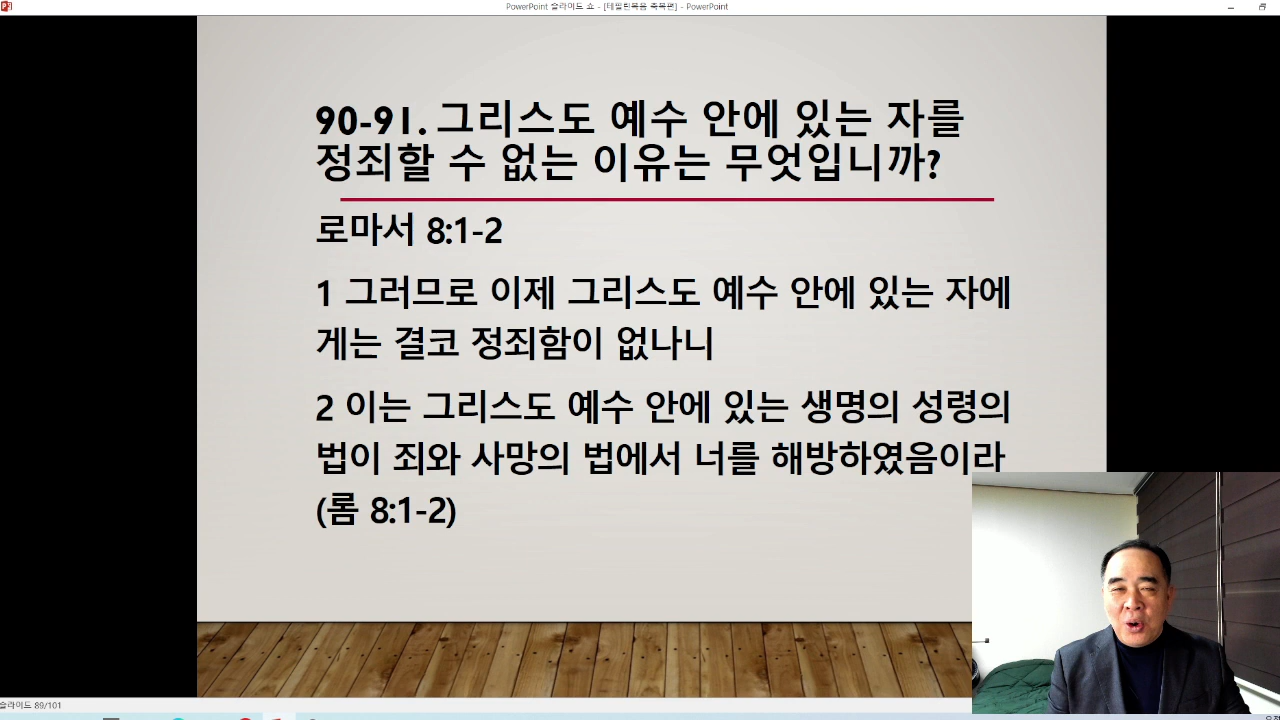 PowerPoint 슬라이드 쇼 - [테필린복음 축복편] - PowerPoint
90-91. 그리스도 예수 안에 있는 자를
정죄할 수 없는 이유는 무엇입니까?
로마서 8:1-2
1 그러므로 이제 그리스도 예수 안에 있는 자에
게는 결코 정죄함이 없나니
2 이는 그리스도 예수 안에 있는 생명의 성령의
법이 죄와 사망의 법에서 너를 해방하였음이라
(롬 8:1-2)
슬라이드 89/101